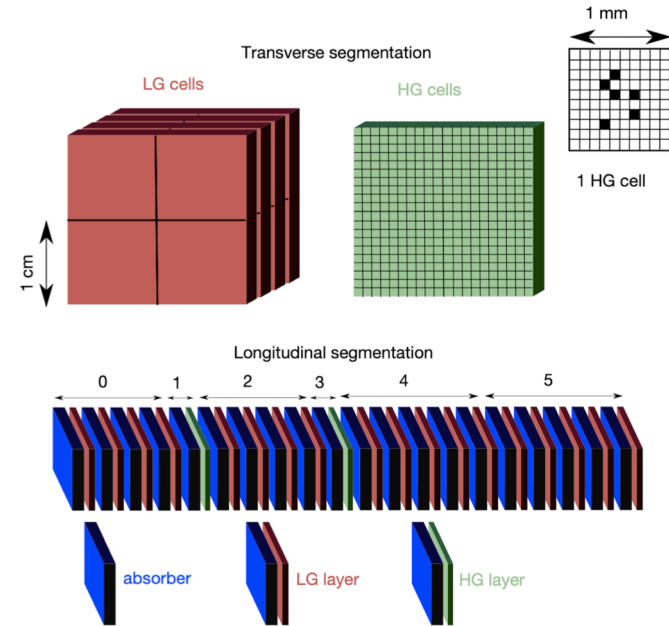 1 mm
Transverse segmentation
LG cells
HG cells
1 HG cell
1 cm
Longitudinal segmentation
0 1 2 3 4 5
absorber
LG layer
HG layer